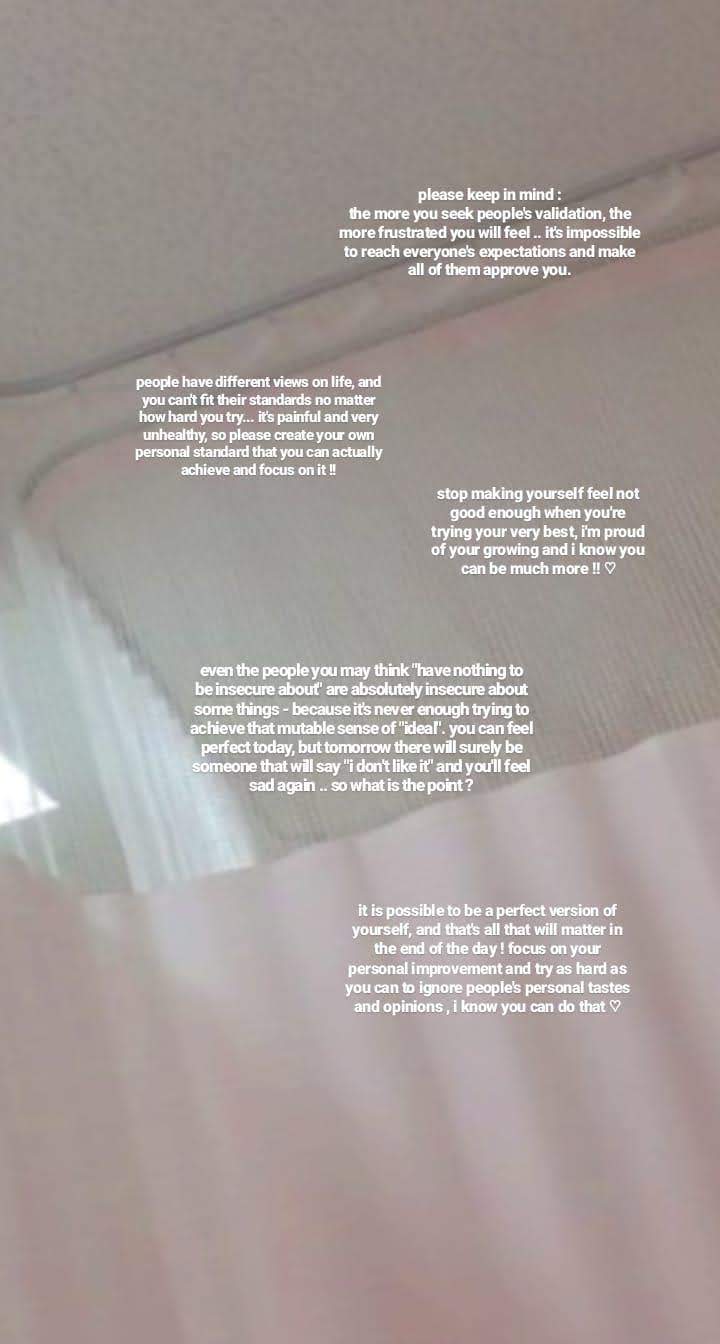 please keep in mind :
the more you seek people's validation, the
more frustrated you will feel .. it's impossible
to reach everyone's expectations and make
all of them approve you.
people have different views on life, and
you can't fit their standards no matter
how hard you try... it's painful and very
unhealthy, so please create your own
personal standard that you can actually
achieve and focus on it !!
stop making yourself feel not
good enough when you're
trying your very best, i'm proud
of your growing and i know you
can be much more !! ♡
even the people you may think "have nothing to
be insecure about" are absolutely insecure about
some things - because it's never enough trying to
achieve that mutable sense of "ideal". you can feel
perfect today, but tomorrow there will surely be
someone that will say "i don't like it" and you'll feel
sad again .. so what is the point ?
it is possible to be a perfect version of
yourself, and that's all that will matter in
the end of the day ! focus on your
personal improvement and try as hard as
you can to ignore people's personal tastes
and opinions , i know you can do that ♡